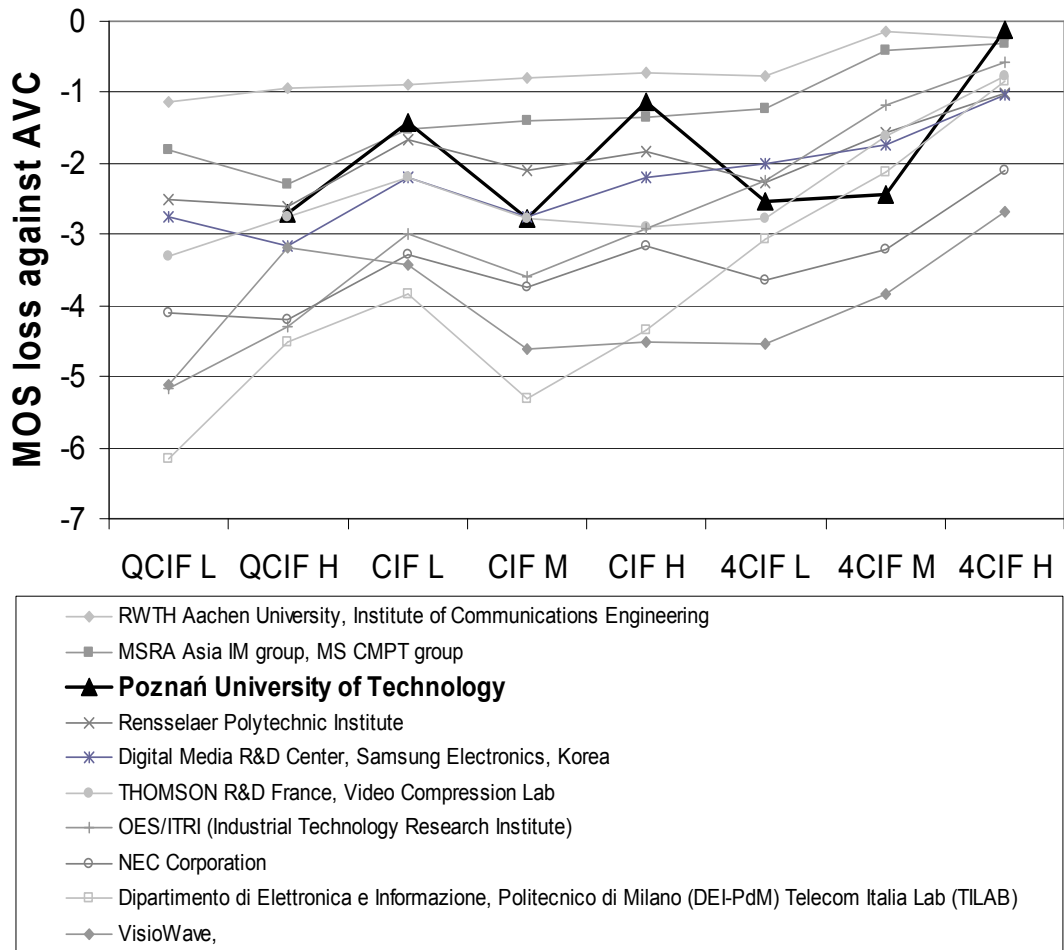 MOS loss against AVC
0
-1
-2
-3
-4
-5
-6
-7
QCIF L QCIF H CIF L CIF M CIF H 4CIF L 4CIF M 4CIF H
RWTH Aachen University, Institute of Communications Engineering
MSRA Asia IM group, MS CMPT group
Poznań University of Technology
Rensselaer Polytechnic Institute
Digital Media R&D Center, Samsung Electronics, Korea
THOMSON R&D France, Video Compression Lab
OES/ITRI (Industrial Technology Research Institute)
NEC Corporation
Dipartimento di Elettronica e Informazione, Politecnico di Milano (DEI-PdM) Telecom Italia Lab (TILAB)
VisioWave,